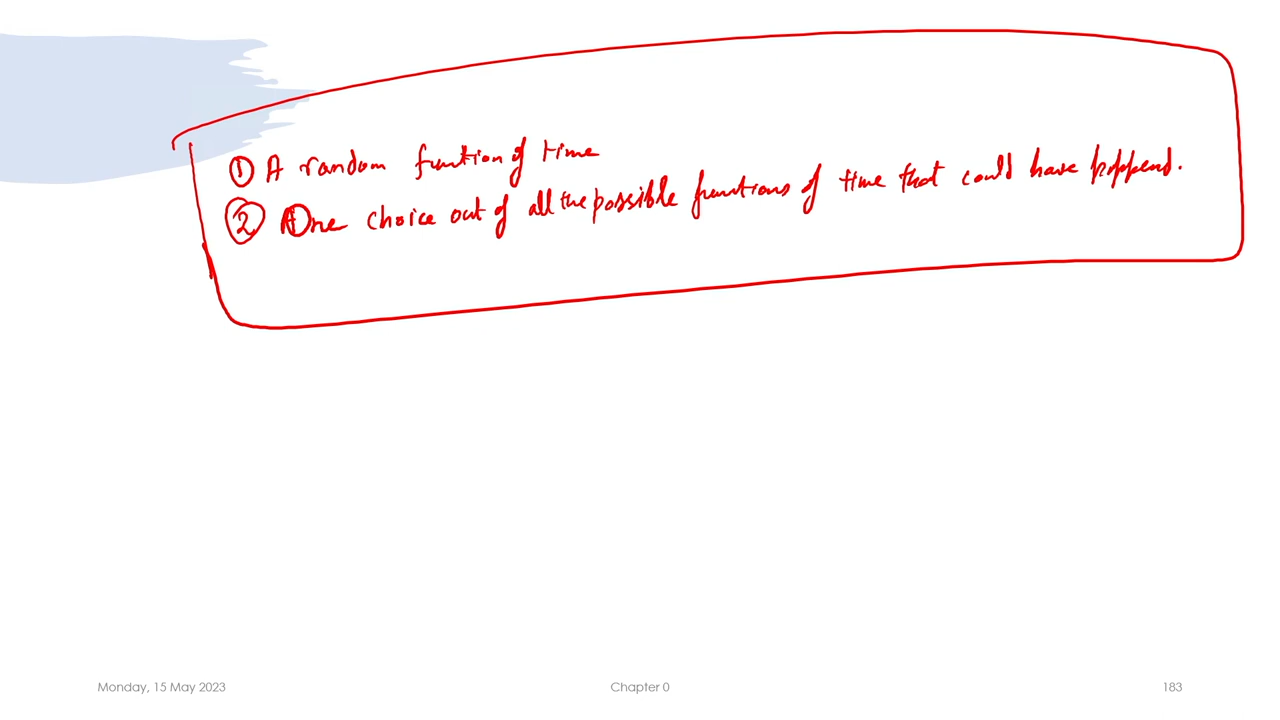 ① A random function of time
② One choice out of all the possible functions of time that could have happend.
Monday, 15 May 2023 Chapter 0 183